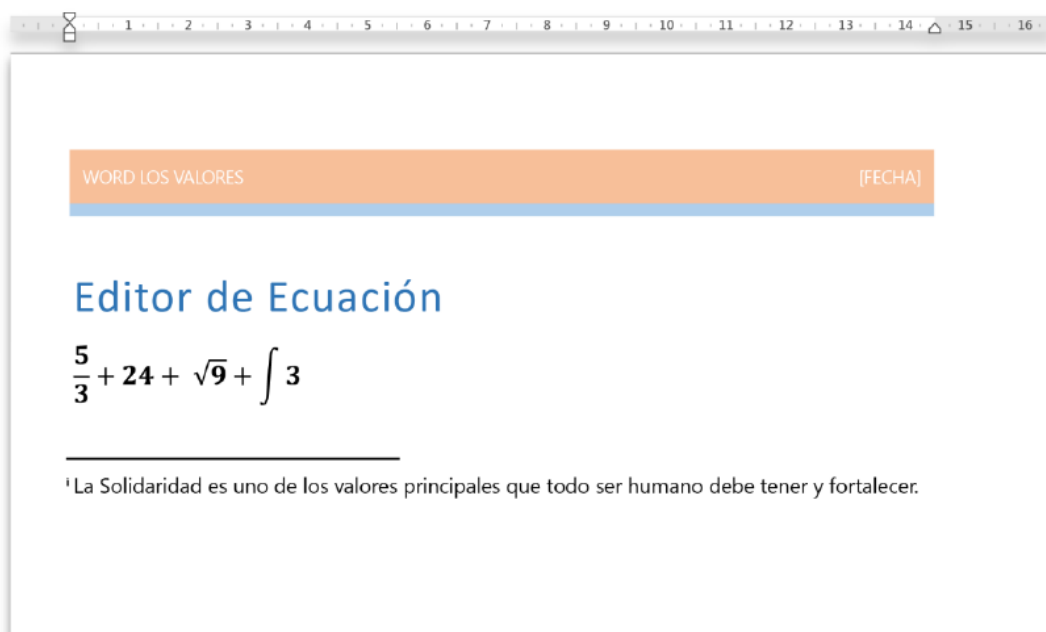 1 2 3 4 5 6 7 8 9 10 11 12 13 14 15 16
WORD LOS VALORES [FECHA]
Editor de Ecuación
5/3 + 24 + √9 + ∫ 3
i La Solidaridad es uno de los valores principales que todo ser humano debe tener y fortalecer.